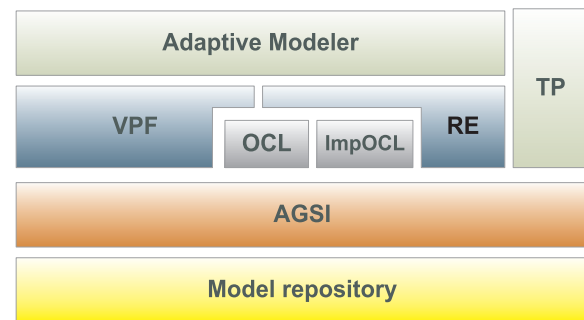 Adaptive Modeler
TP
VPF
OCL
ImpOCL
RE
AGSI
Model repository